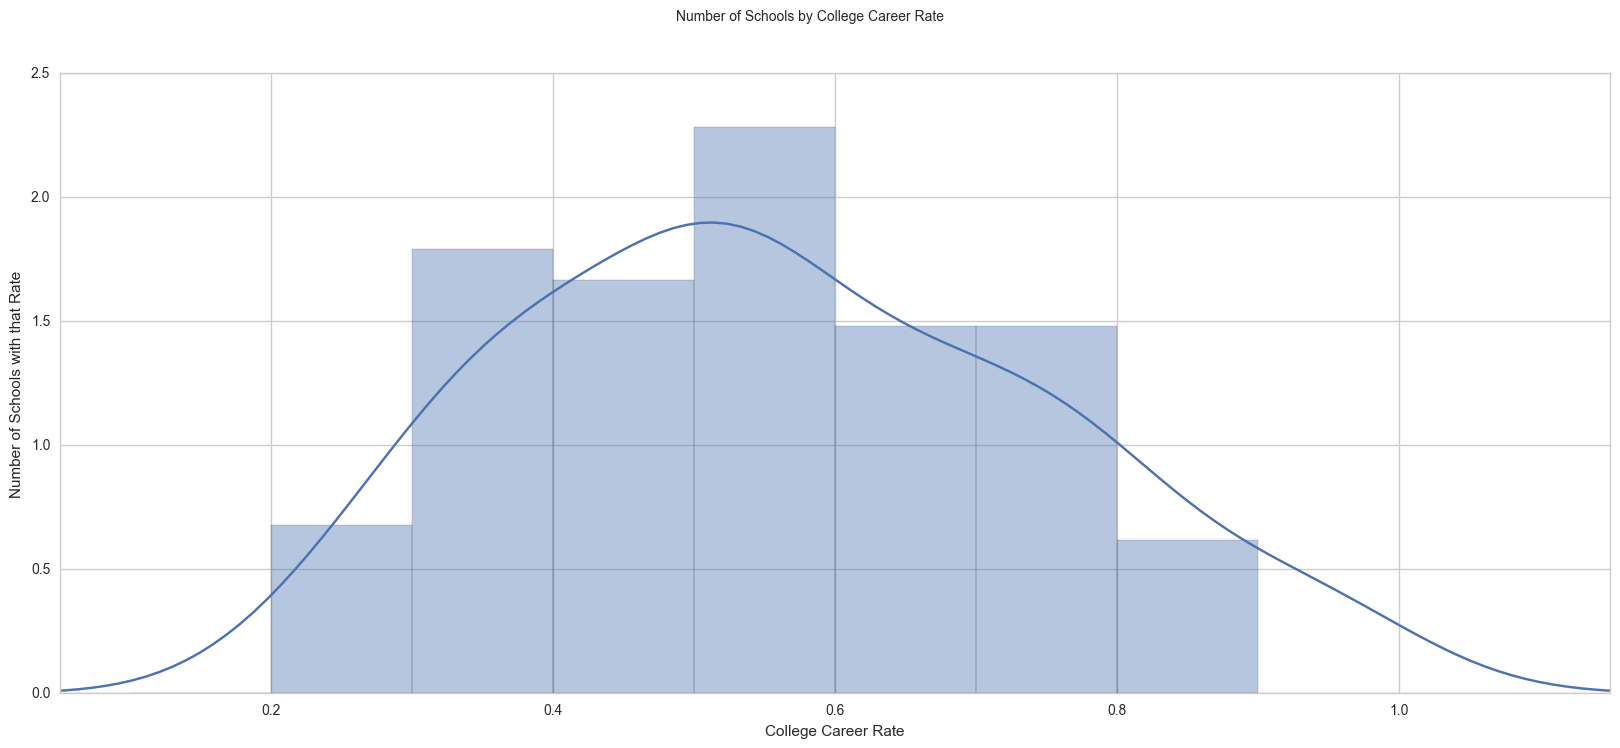 Number of Schools by College Career Rate
2.5
2.0
1.5
1.0
0.5
0.0
Number of Schools with that Rate
0.2 0.4 0.6 0.8 1.0
College Career Rate